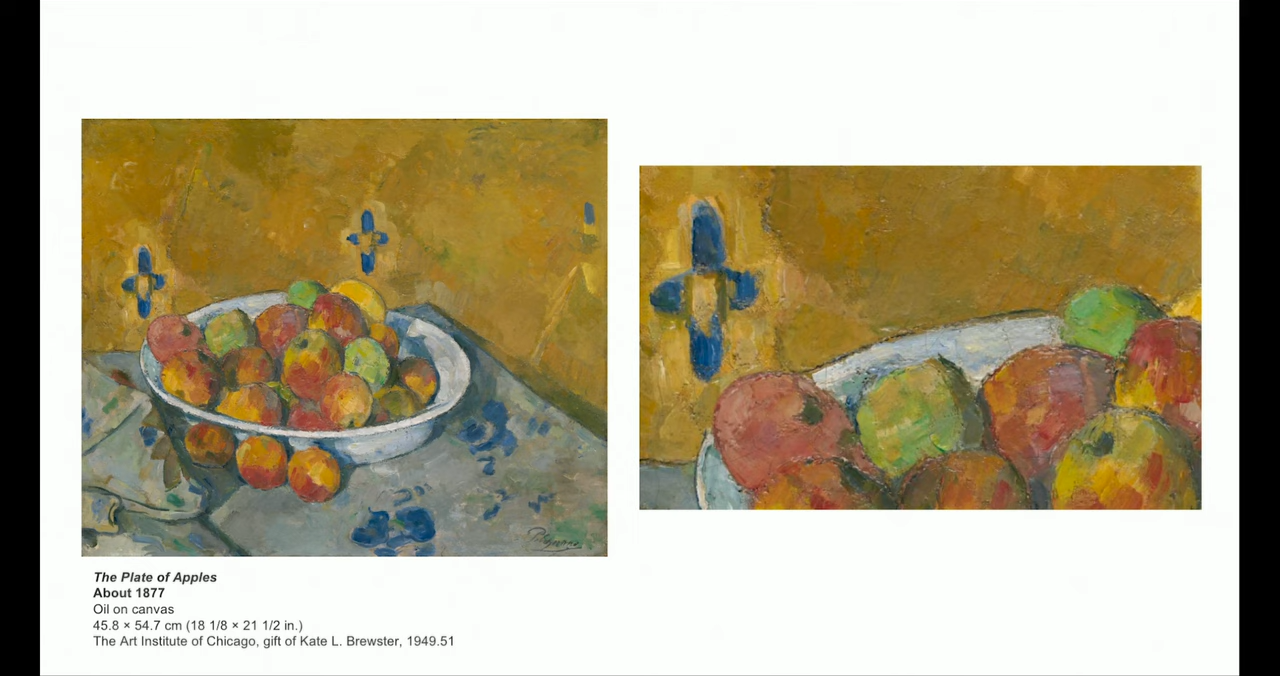 The Plate of Apples
About 1877
Oil on canvas
45.8 × 54.7 cm (18 1/8 × 21 1/2 in.)
The Art Institute of Chicago, gift of Kate L. Brewster, 1949.51